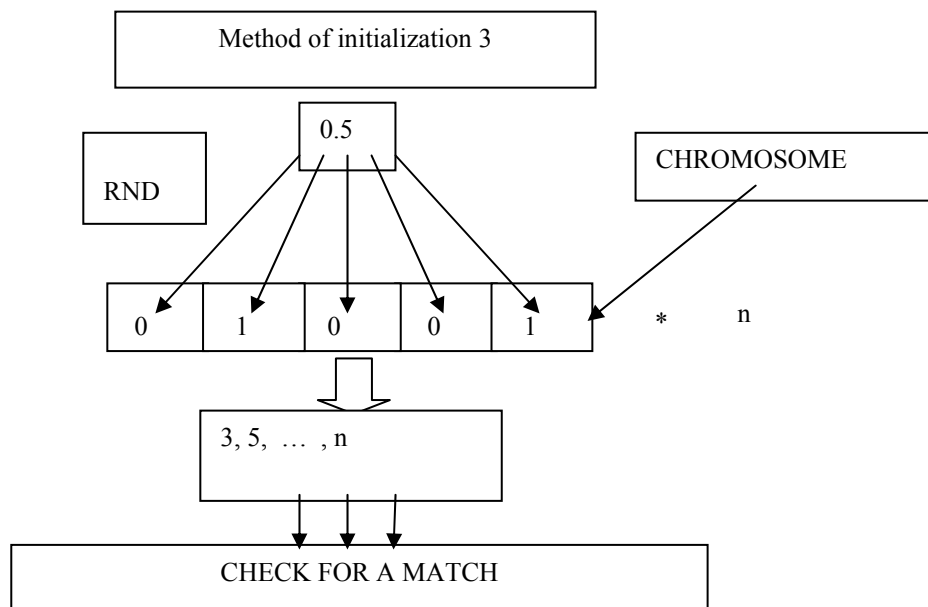 Method of initialization 3
0.5
RND
CHROMOSOME
0 1 0 0 1 * n
3, 5, … , n
CHECK FOR A MATCH